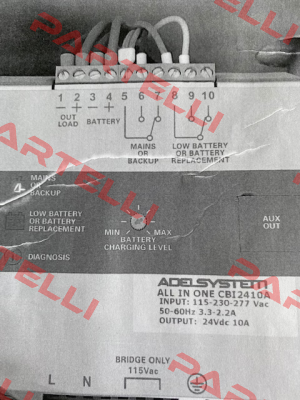 1 2 3 4 5 6 7 8 9 10
– + – +
OUT
LOAD
BATTERY
MAINS
OR
BACKUP
LOW BATTERY
OR BATTERY
REPLACEMENT
MAINS
OR
BACKUP
LOW BATTERY
OR BATTERY
REPLACEMENT
DIAGNOSIS
MIN MAX
BATTERY
CHARGING LEVEL
AUX
OUT
ADELSYSTEM
ALL IN ONE CBI2410A
INPUT: 115-230-277 Vac
50-60Hz 3.3-2.2A
OUTPUT: 24Vdc 10A
BRIDGE ONLY
115Vac
L N
PARTELLI
PARTELLI
PARTELLI